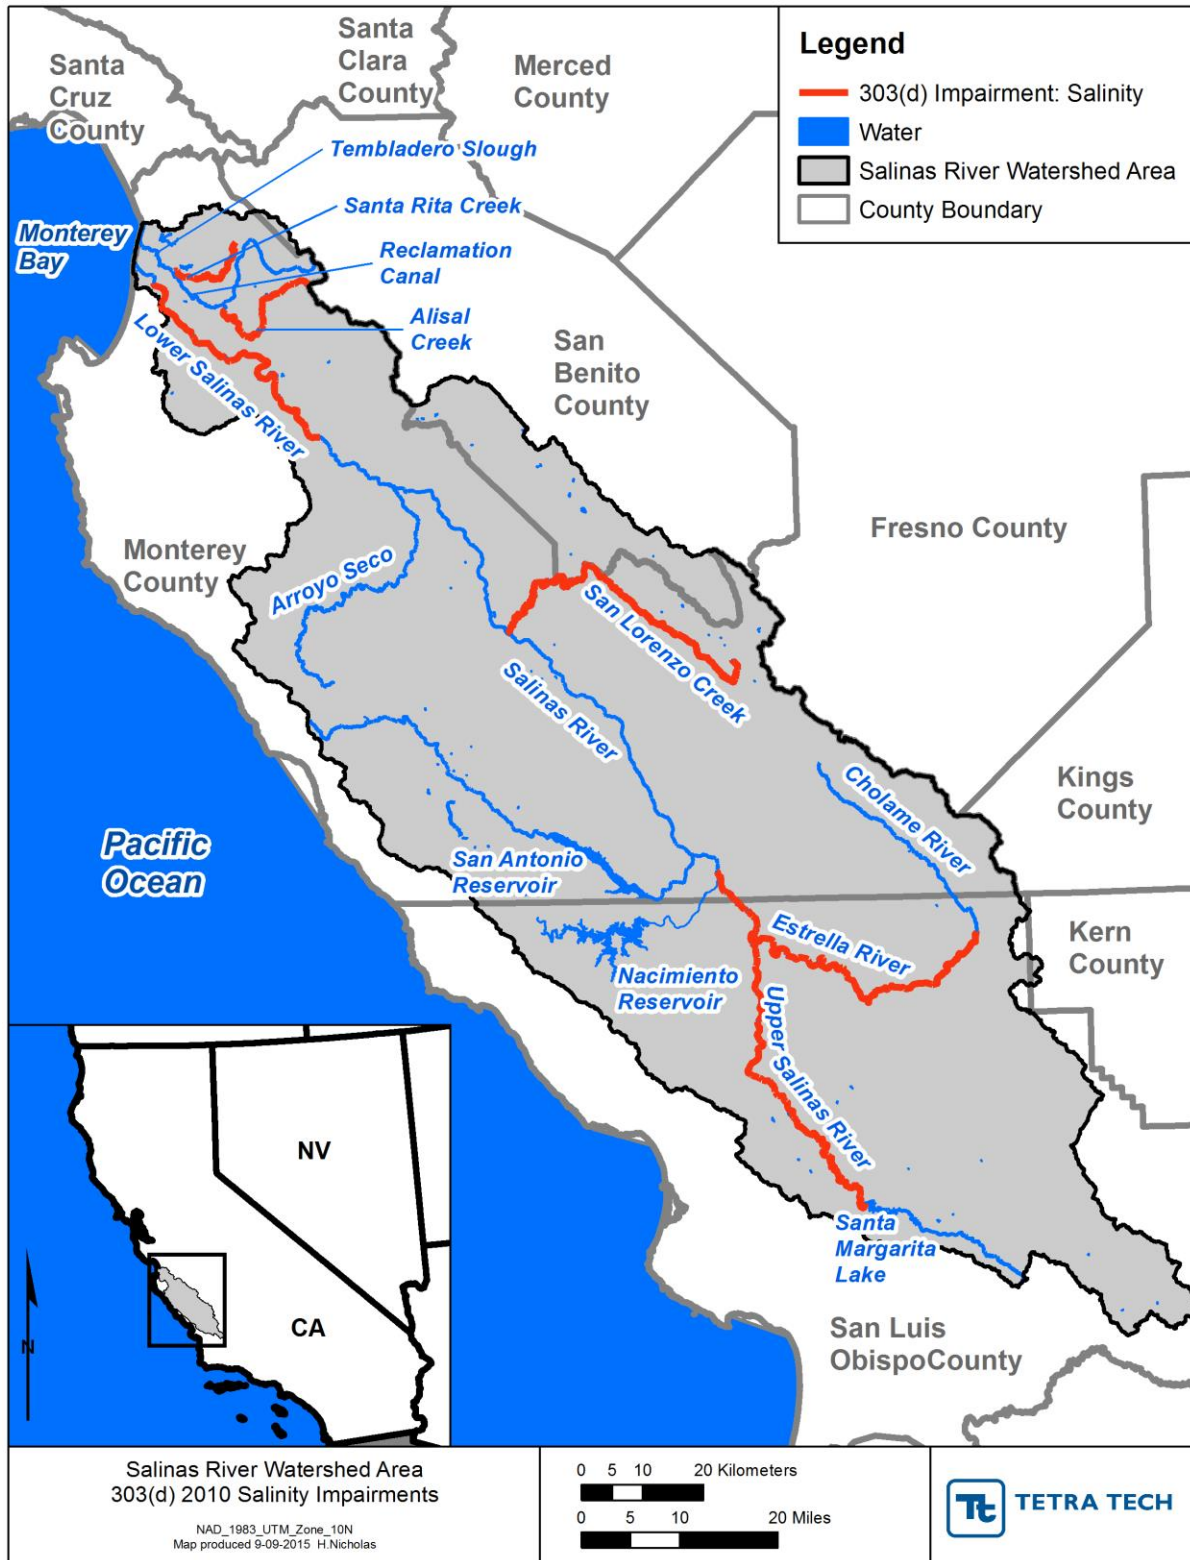 Santa
Cruz
County
Santa
Clara
County
Merced
County
Legend
303(d) Impairment: Salinity
Water
Salinas River Watershed Area
County Boundary
Tembladero Slough
Santa Rita Creek
Reclamation
Canal
Alisal
Creek
Monterey
Bay
Lower Salinas River
San
Benito
County
Fresno County
Monterey
County
Arroyo Seco
San Lorenzo Creek
Salinas River
Cholame River
Kings
County
Pacific
Ocean
San Antonio
Reservoir
Estrella River
Kern
County
Nacimiento
Reservoir
Upper Salinas River
Santa
Margarita
Lake
San Luis
ObispoCounty
NV
CA
N
Salinas River Watershed Area
303(d) 2010 Salinity Impairments
NAD_1983_UTM_Zone_10N
Map produced 9-09-2015 H.Nicholas
0 5 10 20 Kilometers
0 5 10 20 Miles
Tt TETRA TECH